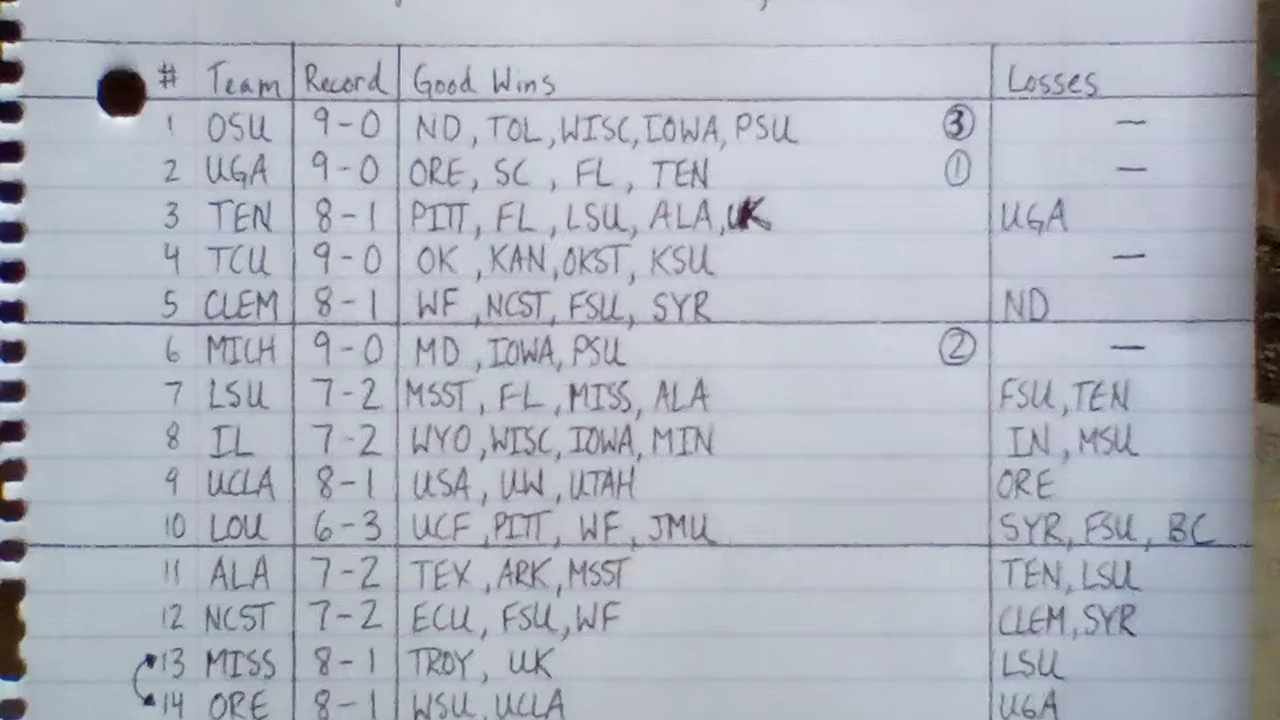 # Team Record Good Wins Losses
1 OSU 9-0 ND, TOL, WISC, IOWA, PSU ③ —
2 UGA 9-0 ORE, SC, FL, TEN ① —
3 TEN 8-1 PITT, FL, LSU, ALA, UK UGA
4 TCU 9-0 OK, KAN, OKST, KSU —
5 CLEM 8-1 WF, NCST, FSU, SYR ND
6 MICH 9-0 MD, IOWA, PSU ② —
7 LSU 7-2 MSST, FL, MISS, ALA FSU, TEN
8 IL 7-2 WYO, WISC, IOWA, MIN IN, MSU
9 UCLA 8-1 USA, UW, UTAH ORE
10 LOU 6-3 UCF, PITT, WF, JMU SYR, FSU, BC
11 ALA 7-2 TEX, ARK, MSST TEN, LSU
12 NCST 7-2 ECU, FSU, WF CLEM, SYR
13 MISS 8-1 TROY, UK LSU
14 ORE 8-1 WSU, UCLA UGA